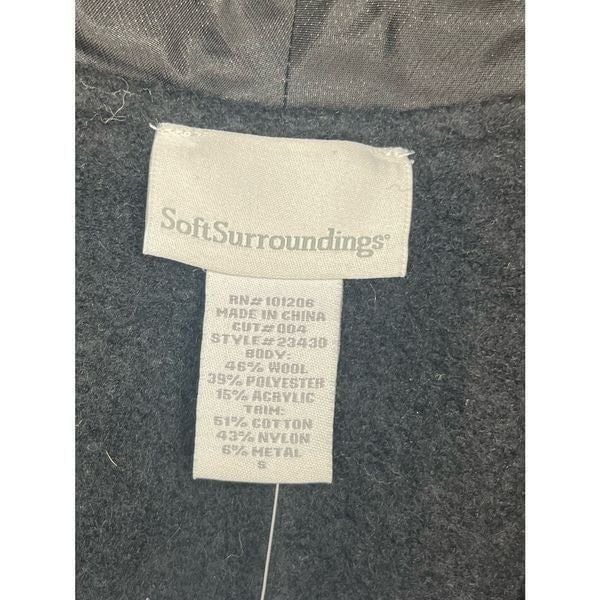 SoftSurroundings®
RN# 101206
MADE IN CHINA
CUT# 004
STYLE# 23430
BODY:
46% WOOL
39% POLYESTER
15% ACRYLIC
TRIM:
51% COTTON
43% NYLON
6% METAL
S